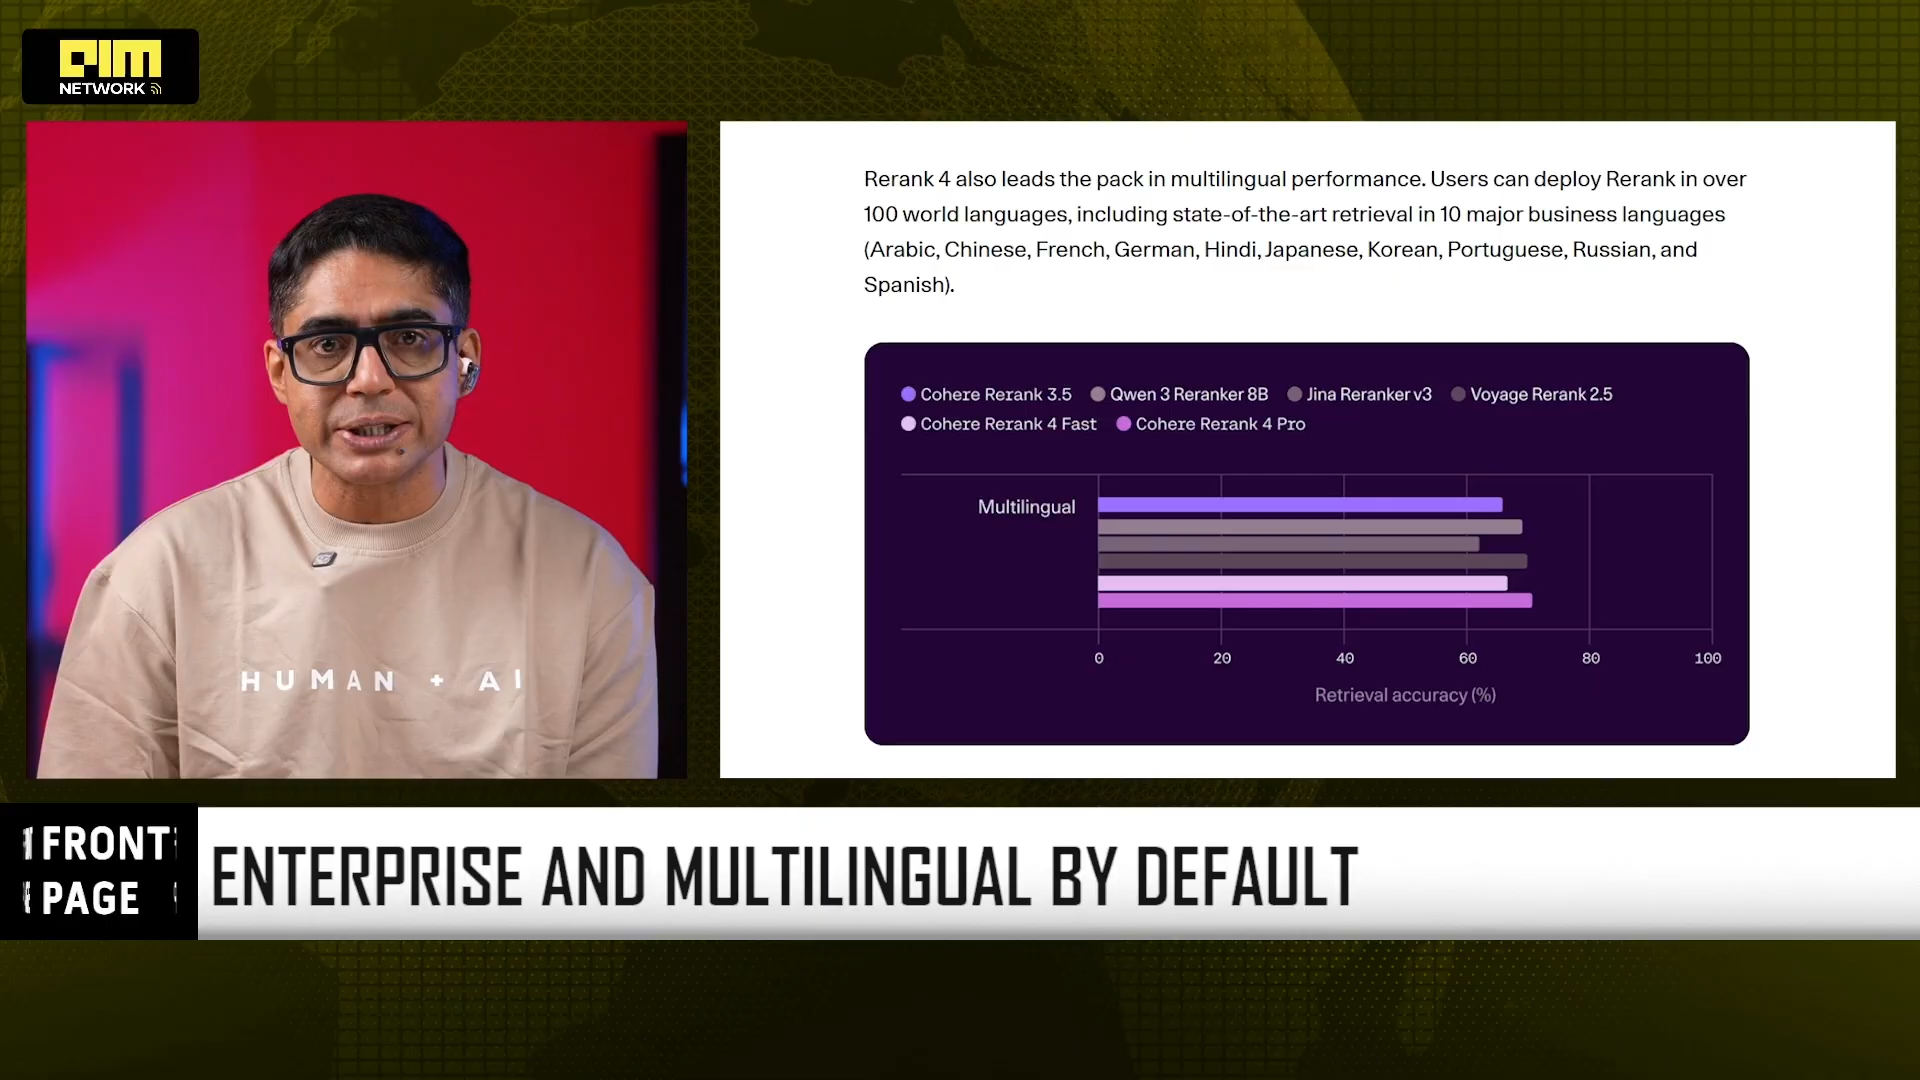 AIM
NETWORK
Rerank 4 also leads the pack in multilingual performance. Users can deploy Rerank in over
100 world languages, including state-of-the-art retrieval in 10 major business languages
(Arabic, Chinese, French, German, Hindi, Japanese, Korean, Portuguese, Russian, and
Spanish).
Cohere Rerank 3.5 Qwen 3 Reranker 8B Jina Reranker v3 Voyage Rerank 2.5
Cohere Rerank 4 Fast Cohere Rerank 4 Pro
Multilingual
0 20 40 60 80 100
Retrieval accuracy (%)
HUMAN + AI
FRONT
PAGE
ENTERPRISE AND MULTILINGUAL BY DEFAULT